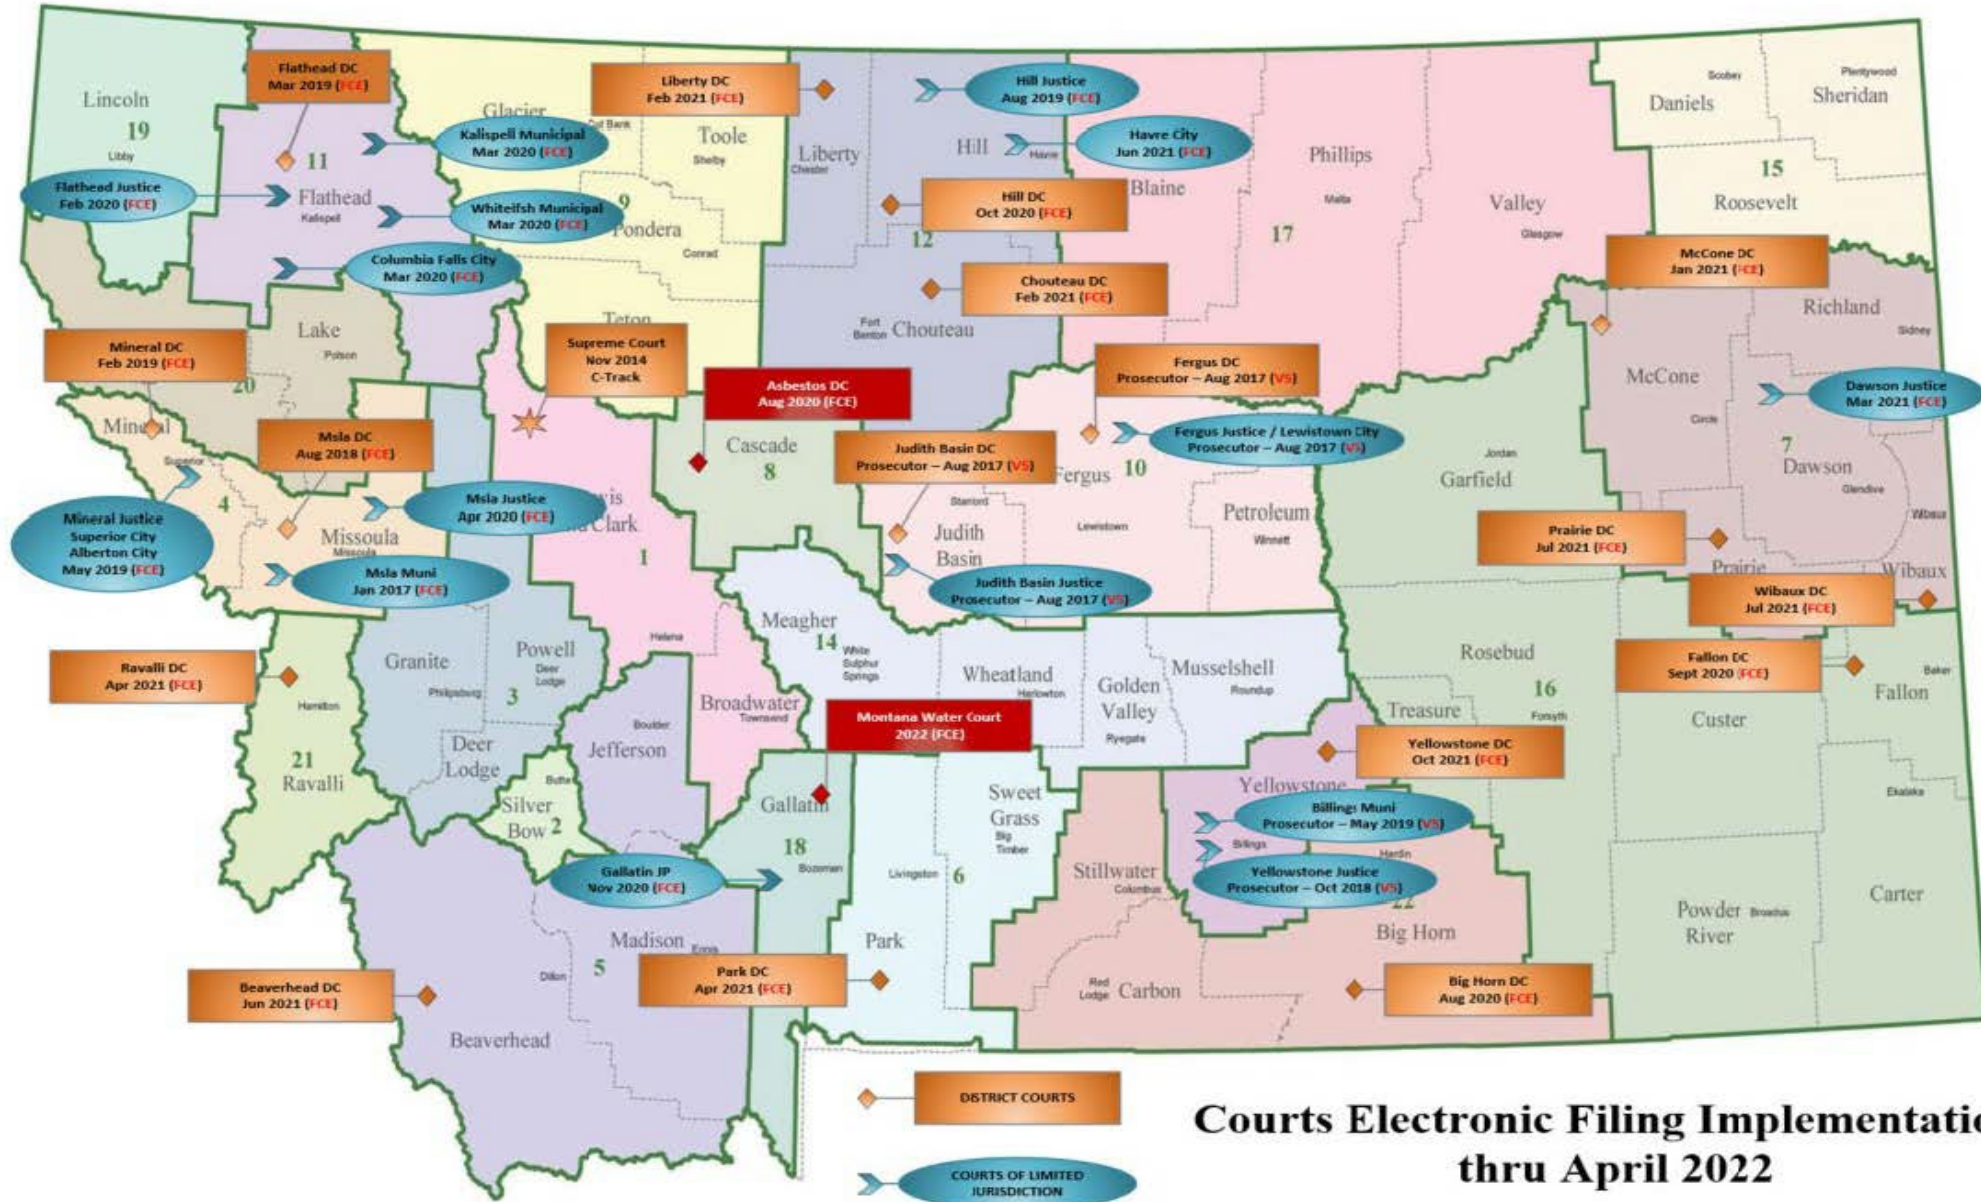 Lincoln
19
Libby
Flathead DC
Mar 2019 (FCE)
11
Flathead
Kalispell
Flathead Justice
Feb 2020 (FCE)
Kalispell Municipal
Mar 2020 (FCE)
Whitefish Municipal
Mar 2020 (FCE)
Columbia Falls City
Mar 2020 (FCE)
Glacier
Cut Bank
Toole
Shelby
9
Pondera
Conrad
Teton
Liberty DC
Feb 2021 (FCE)
Liberty
Chester
Hill
Havre
Hill Justice
Aug 2019 (FCE)
Havre City
Jun 2021 (FCE)
Hill DC
Oct 2020 (FCE)
12
Chouteau DC
Feb 2021 (FCE)
Fort
Benton
Chouteau
Blaine
Phillips
Malta
17
Valley
Glasgow
Scobey
Daniels
Plentywood
Sheridan
15
Roosevelt
McCone DC
Jan 2021 (FCE)
Richland
Sidney
McCone
Circle
Dawson Justice
Mar 2021 (FCE)
7
Dawson
Glendive
Wibaux
Prairie DC
Jul 2021 (FCE)
Prairie
Wibaux
Wibaux DC
Jul 2021 (FCE)
Fallon DC
Sept 2020 (FCE)
Baker
Fallon
Mineral DC
Feb 2019 (FCE)
Lake
Polson
20
Mineral
Superior
4
Msla DC
Aug 2018 (FCE)
Mineral Justice
Superior City
Alberton City
May 2019 (FCE)
Msla Justice
Apr 2020 (FCE)
Missoula
Missoula
Msla Muni
Jan 2017 (FCE)
Supreme Court
Nov 2014
C-Track
wis
nd Clark
1
Helena
Asbestos DC
Aug 2020 (FCE)
Cascade
8
Fergus DC
Prosecutor – Aug 2017 (V5)
Fergus Justice / Lewistown City
Prosecutor – Aug 2017 (V5)
Judith Basin DC
Prosecutor – Aug 2017 (V5)
10
ergus
Stanford
Judith
Basin
Lewistown
Petroleum
Winnett
Judith Basin Justice
Prosecutor – Aug 2017 (V5)
Jordan
Garfield
Ravalli DC
Apr 2021 (FCE)
Hamilton
21
Ravalli
Granite
Philipsburg
3
Powell
Deer
Lodge
Deer
Lodge
Butte
Silver
Bow 2
Boulder
Jefferson
Broadwater
Townsend
Meagher
14
White
Sulphur
Springs
Wheatland
Harlowton
Golden
Valley
Ryegate
Musselshell
Roundup
Montana Water Court
2022 (FCE)
Gallatin
18
Bozeman
Gallatin JP
Nov 2020 (FCE)
Sweet
Grass
Big
Timber
Livingston
6
Park
Park DC
Apr 2021 (FCE)
Rosebud
16
Forsyth
Treasure
Custer
Yellowstone DC
Oct 2021 (FCE)
Yellowstone
Billings Muni
Prosecutor – May 2019 (V5)
Billings
Hardin
Yellowstone Justice
Prosecutor – Oct 2018 (V5)
22
Big Horn
Stillwater
Columbus
Red
Lodge
Carbon
Big Horn DC
Aug 2020 (FCE)
Ekalaka
Carter
Powder
River
Broadus
Madison
Ennis
Dillon
5
Beaverhead DC
Jun 2021 (FCE)
Beaverhead
DISTRICT COURTS
COURTS OF LIMITED
JURISDICTION
Courts Electronic Filing Implementatio
thru April 2022